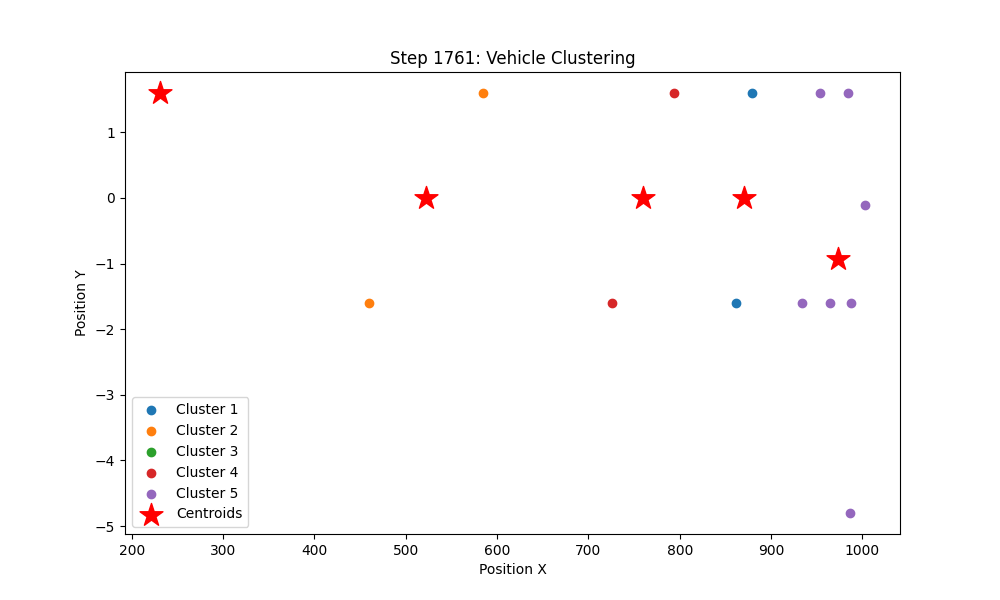 Step 1761: Vehicle Clustering
Position Y
1
0
−1
−2
−3
−4
−5
Cluster 1
Cluster 2
Cluster 3
Cluster 4
Cluster 5
Centroids
200 300 400 500 600 700 800 900 1000
Position X